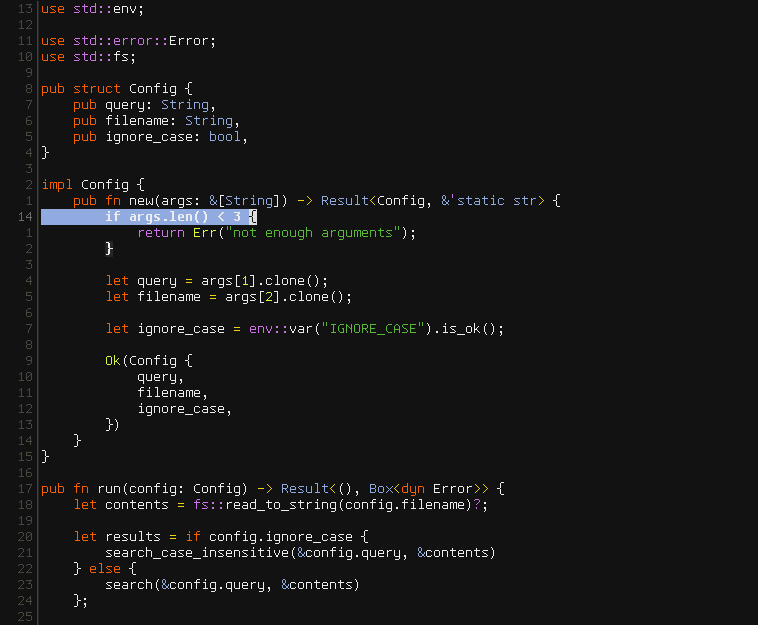 13 use std::env;
12
11 use std::error::Error;
10 use std::fs;
9
8 pub struct Config {
7     pub query: String,
6     pub filename: String,
5     pub ignore_case: bool,
4 }
3
2 impl Config {
1     pub fn new(args: &[String]) -> Result<Config, &'static str> {
14         if args.len() < 3 {
1             return Err("not enough arguments");
2         }
3
4         let query = args[1].clone();
5         let filename = args[2].clone();
6
7         let ignore_case = env::var("IGNORE_CASE").is_ok();
8
9         Ok(Config {
10             query,
11             filename,
12             ignore_case,
13         })
14     }
15 }
16
17 pub fn run(config: Config) -> Result<(), Box<dyn Error>> {
18     let contents = fs::read_to_string(config.filename)?;
19
20     let results = if config.ignore_case {
21         search_case_insensitive(&config.query, &contents)
22     } else {
23         search(&config.query, &contents)
24     };
25